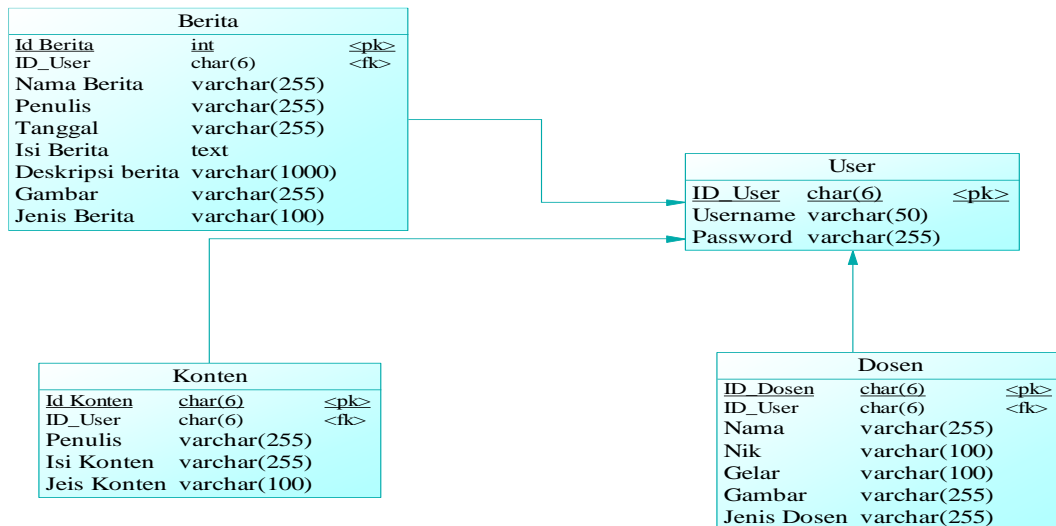 Berita
Id Berita int <pk>
ID_User char(6) <fk>
Nama Berita varchar(255)
Penulis varchar(255)
Tanggal varchar(255)
Isi Berita text
Deskripsi berita varchar(1000)
Gambar varchar(255)
Jenis Berita varchar(100)
User
ID_User char(6) <pk>
Username varchar(50)
Password varchar(255)
Konten
Id Konten char(6) <pk>
ID_User char(6) <fk>
Penulis varchar(255)
Isi Konten varchar(255)
Jeis Konten varchar(100)
Dosen
ID_Dosen char(6) <pk>
ID_User char(6) <fk>
Nama varchar(255)
Nik varchar(100)
Gelar varchar(100)
Gambar varchar(255)
Jenis Dosen varchar(255)